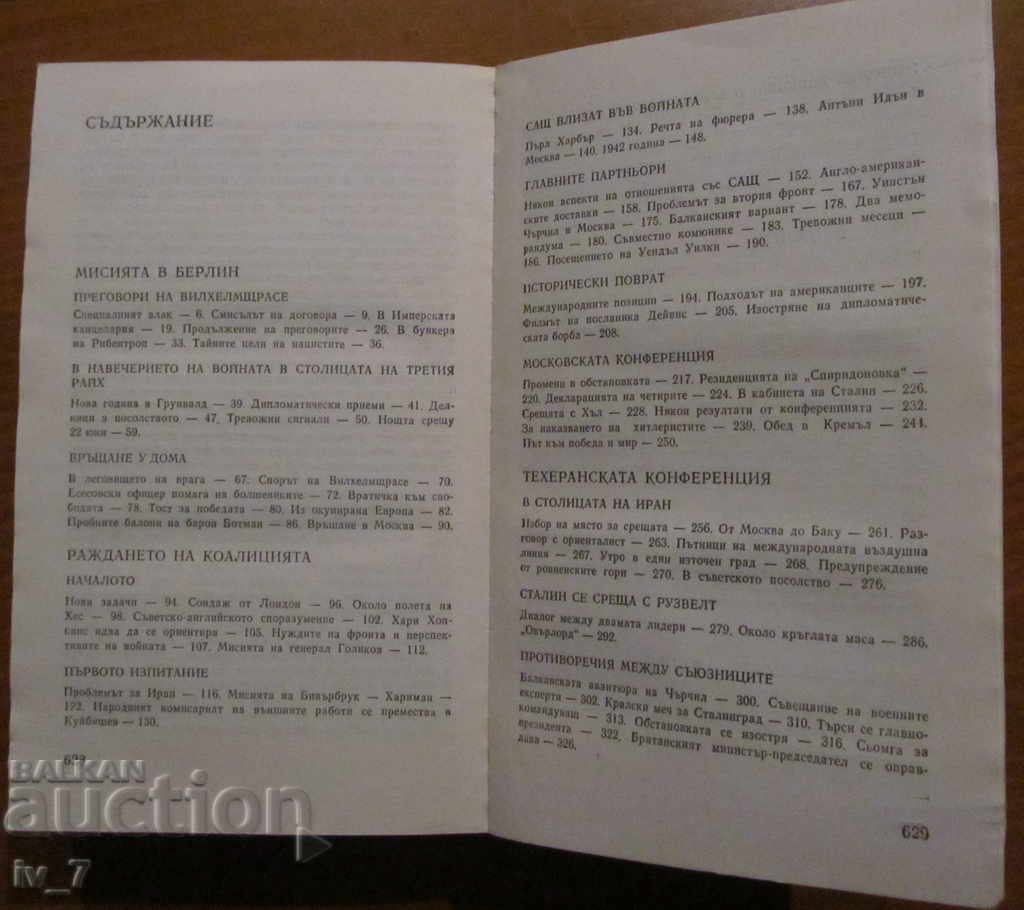 СЪДЪРЖАНИЕ
МИСИЯТА В БЕРЛИН
ПРЕГОВОРИ НА ВИЛХЕЛМЩРАСЕ
Специалният влак — 6. Смисълът на договора — 9. В Имперската
канцелария — 19. Продължение на преговорите — 26. В бункера
на Рибентроп — 33. Тайните цели на нацистите — 36.
В НАВЕЧЕРИЕТО НА ВОЙНАТА В СТОЛИЦАТА НА ТРЕТИЯ
РАЙХ
Нова година в Грунвалд — 39. Дипломатически приеми — 41. Дел-
ници в посолството — 47. Тревожни сигнали — 50. Нощта срещу
22 юни — 59.
ВРЪЩАНЕ У ДОМА
В леговището на врага — 67. Спорът на Вилхелмщрасе — 70.
Есесовски офицер помага на болшевиките — 72. Вратичка към сво-
бодата — 78. Тост за победата — 80. Из окупирана Европа — 82.
Пробните балони на барон Ботман — 86. Връщане в Москва — 90.
РАЖДАНЕТО НА КОАЛИЦИЯТА
НАЧАЛОТО
Нови задачи — 94. Сондаж от Лондон — 96. Около полета на
Хес — 98. Съветско-английското споразумение — 102. Хари Хоп-
кинс идва да се ориентира — 105. Нуждите на фронта и перспек-
тивите на войната — 107. Мисията на генерал Голиков — 112.
ПЪРВОТО ИЗПИТАНИЕ
Проблемът за Иран — 116. Мисията на Бивърбрук — Хариман —
122. Народният комисариат на външните работи се премества в
Куйбишев — 130.
САЩ ВЛИЗАТ ВЪВ ВОЙНАТА
Пърл Харбър — 134. Речта на фюрера — 138. Антъни Идън в
Москва — 140. 1942 година — 148.
ГЛАВНИТЕ ПАРТНЬОРИ
Някои аспекти на отношенията със САЩ — 152. Англо-американ-
ските доставки — 158. Проблемът за втория фронт — 167. Уинстън
Чърчил в Москва — 175. Балканският вариант — 178. Два мемо-
рандума — 180. Съвместно комюнике — 183. Тревожни месеци —
186. Посещението на Уендъл Уилки — 190.
ИСТОРИЧЕСКИ ПОВРАТ
Международните позиции — 194. Подходът на американците — 197.
Филмът на посланика Дейвис — 205. Изостряне на дипломатиче-
ската борба — 208.
МОСКОВСКАТА КОНФЕРЕНЦИЯ
Промени в обстановката — 217. Резиденцията на „Спиридоновка“ —
220. Декларацията на четирите — 224. В кабинета на Сталин — 226.
Срещата с Хъл — 228. Някои резултати от конференцията — 232.
За наказването на хитлеристите — 239. Обед в Кремъл — 244.
Път към победа и мир — 250.
ТЕХЕРАНСКАТА КОНФЕРЕНЦИЯ
В СТОЛИЦАТА НА ИРАН
Избор на място за срещата — 256. От Москва до Баку — 261. Раз-
говор с ориенталист — 263. Пътници на международната въздушна
линия — 267. Утро в един източен град — 268. Предупреждение
от ровненските гори — 270. В съветското посолство — 276.
СТАЛИН СЕ СРЕЩА С РУЗВЕЛТ
Диалог между двамата лидери — 279. Около кръглата маса — 286.
„Овърлорд“ — 292.
ПРОТИВОРЕЧИЯ МЕЖДУ СЪЮЗНИЦИТЕ
Балканската авантюра на Чърчил — 300. Съвещание на военните
експерти — 302. Кралски меч за Сталинград — 310. Търси се главно-
командуващ — 313. Обстановката се изостря — 316. Сьомга за
президента — 322. Британският министър-председател се оправ-
дава — 326.
629
BALKAN
auction
iv_7